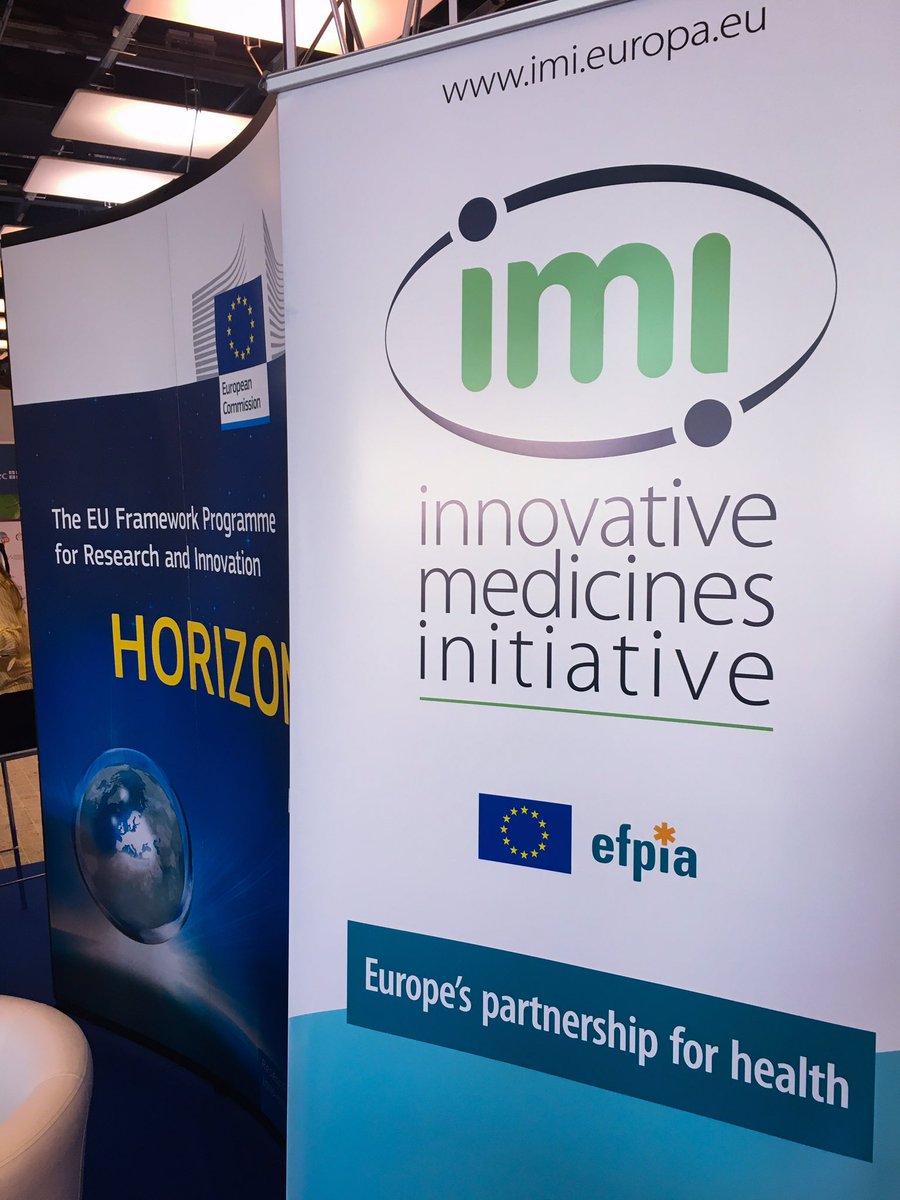 www.imi.europa.eu
imi
innovative
medicines
initiative
efpia
Europe's partnership for health
European
Commission
The EU Framework Programme
for Research and Innovation
HORIZON